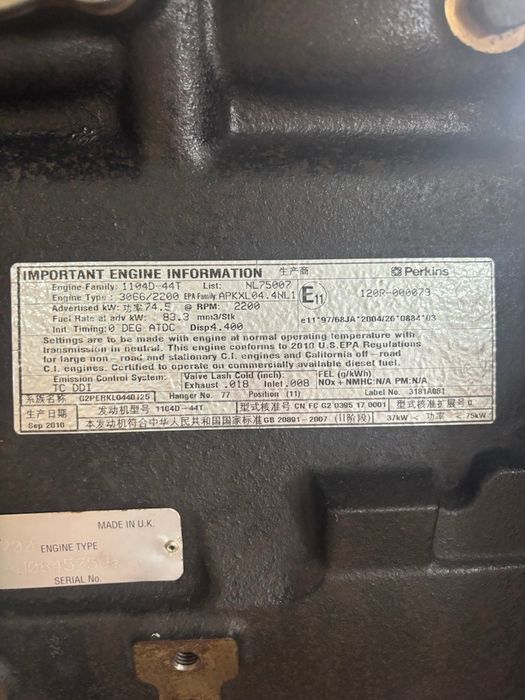 IMPORTANT ENGINE INFORMATION 生产商 Perkins
Engine Family: 1104D-44T List: NL75007 E11 120R-000079
Engine Type: 3066/2200 EPA Family: APKXL04.4NL1
Advertised kW: 功率74.5 @ RPM: 2200
Fuel Rate at adv kW: 83.3 mm3/Stk e11*97/68JA*2004/26*0884*03
Init Timing: 0 DEG ATDC Disp4.400
Settings are to be made with engine at normal operating temperature with
transmission in neutral. This engine conforms to 2010 U.S.EPA Regulations
for large non - road and stationary C.I. engines and California off - road
C.I. engines. Certified to operate on commercially available diesel fuel.
Emission Control System: Valve Lash Cold (inch): FEL (g/kWh)
TC DDI Exhaust .018 Inlet .008 NOx + NMHC:N/A PM:N/A
系族名称 G2PERKL0440J25 Hanger No: 77 Position (11) Label No. 3181A081
生产日期 发动机型号 1104D-44T 型式核准号 CN FC G2 0395 17 0001 型式核准扩展号 0
Sep 2010 本发动机符合中华人民共和国国家标准GB 20891-2007 (II阶段) 37kW < 功率 < 75kW
MADE IN U.K.
ENGINE TYPE
SERIAL No.